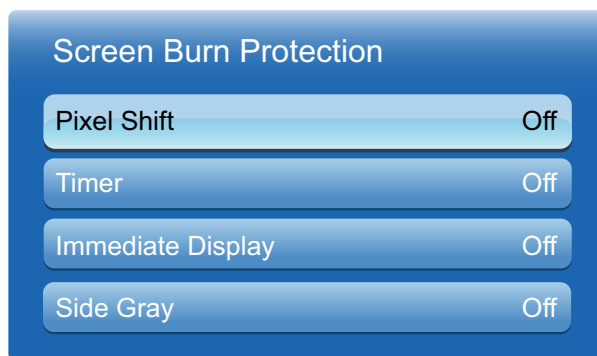 Screen Burn Protection
Pixel Shift Off
Timer Off
Immediate Display Off
Side Gray Off